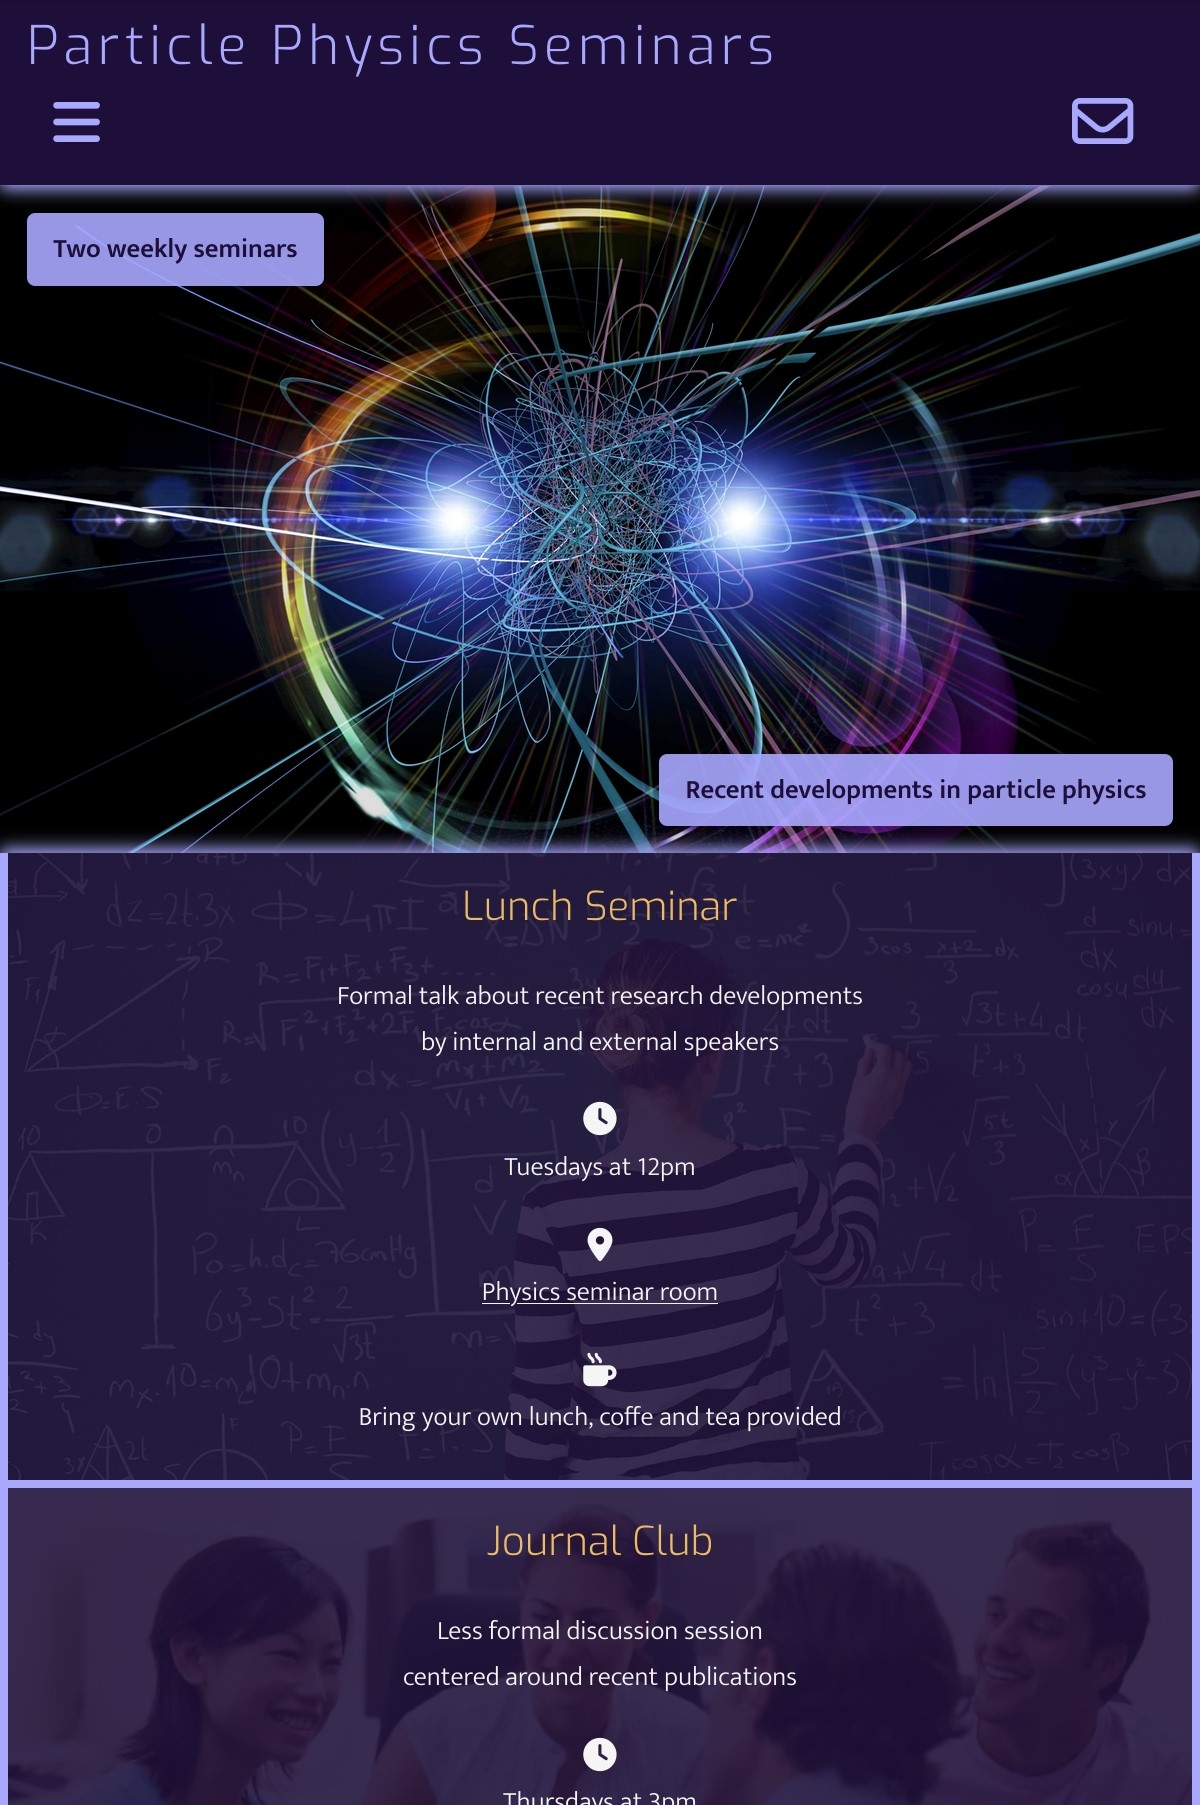 Particle Physics Seminars
Two weekly seminars
Recent developments in particle physics
Lunch Seminar
Formal talk about recent research developments
by internal and external speakers
Tuesdays at 12pm
Physics seminar room
Bring your own lunch, coffe and tea provided
Journal Club
Less formal discussion session
centered around recent publications
Thursdays at 3pm